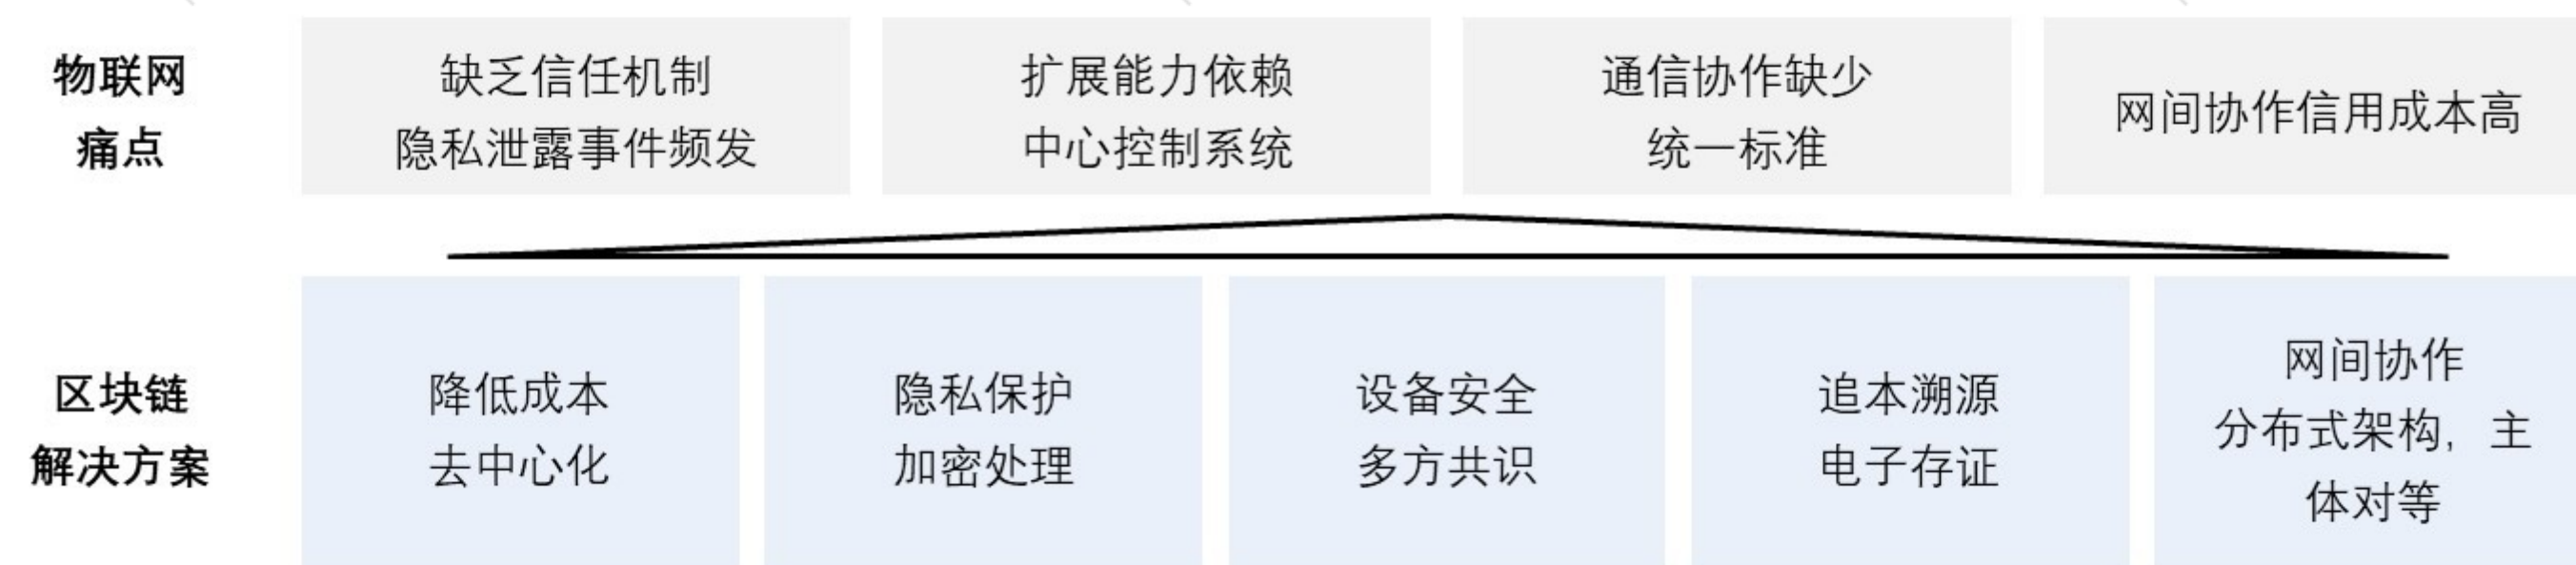 物联网
痛点
缺乏信任机制
隐私泄露事件频发
扩展能力依赖
中心控制系统
通信协作缺少
统一标准
网间协作信用成本高
区块链
解决方案
降低成本
去中心化
隐私保护
加密处理
设备安全
多方共识
追本溯源
电子存证
网间协作
分布式架构，主
体对等